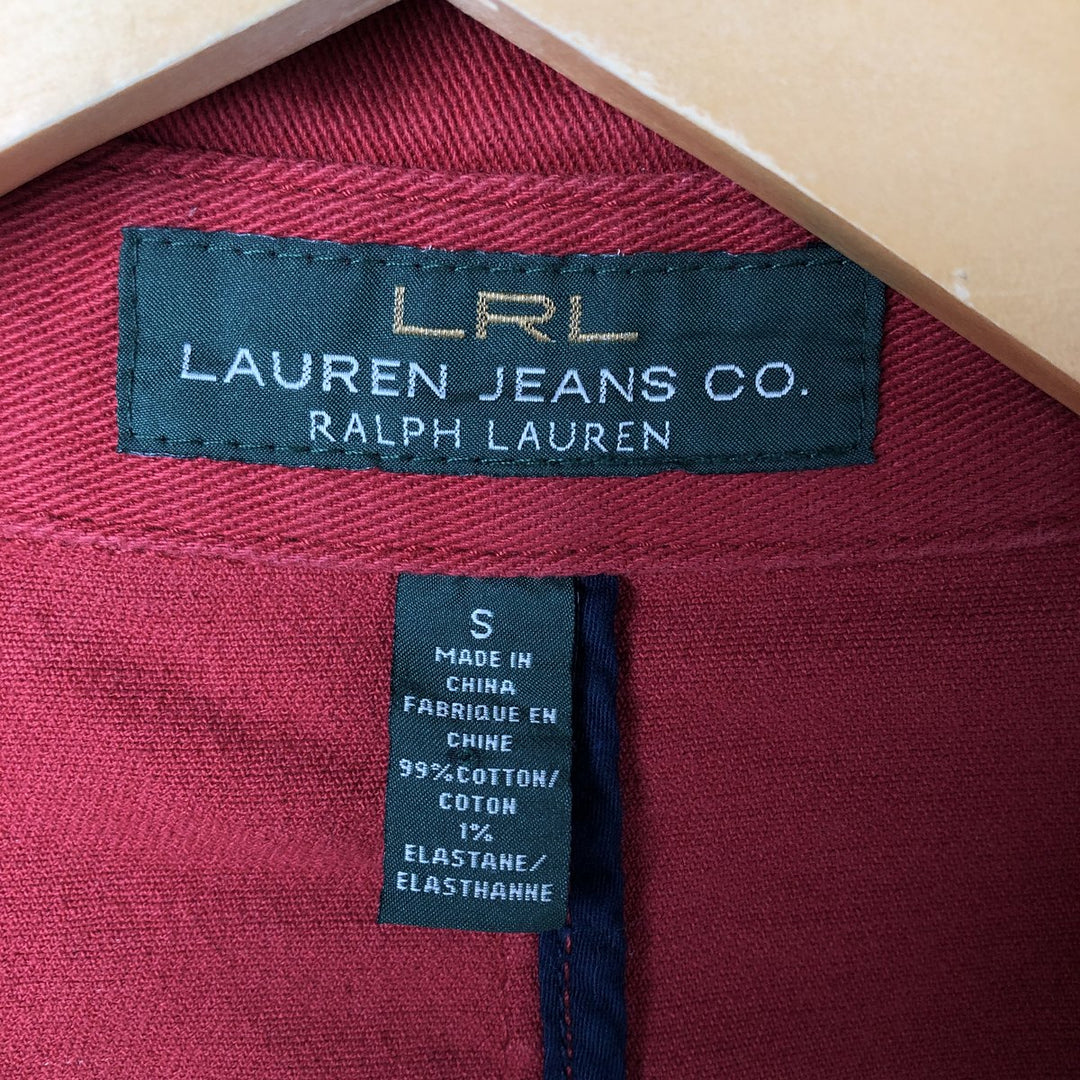 LRL
LAUREN JEANS CO.
RALPH LAUREN
S
MADE IN
CHINA
FABRIQUE EN
CHINE
99% COTTON/
COTON
1%
ELASTANE/
ELASTHANNE